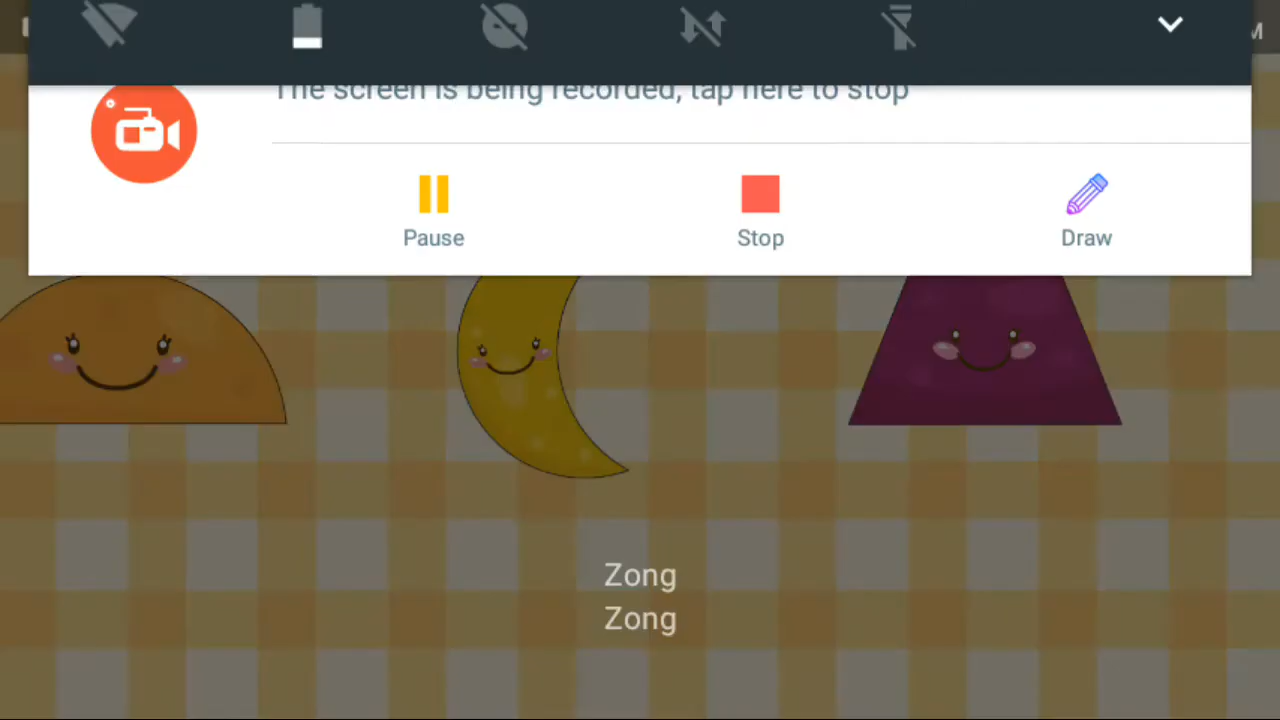 The screen is being recorded, tap here to stop
Pause
Stop
Draw
Zong
Zong